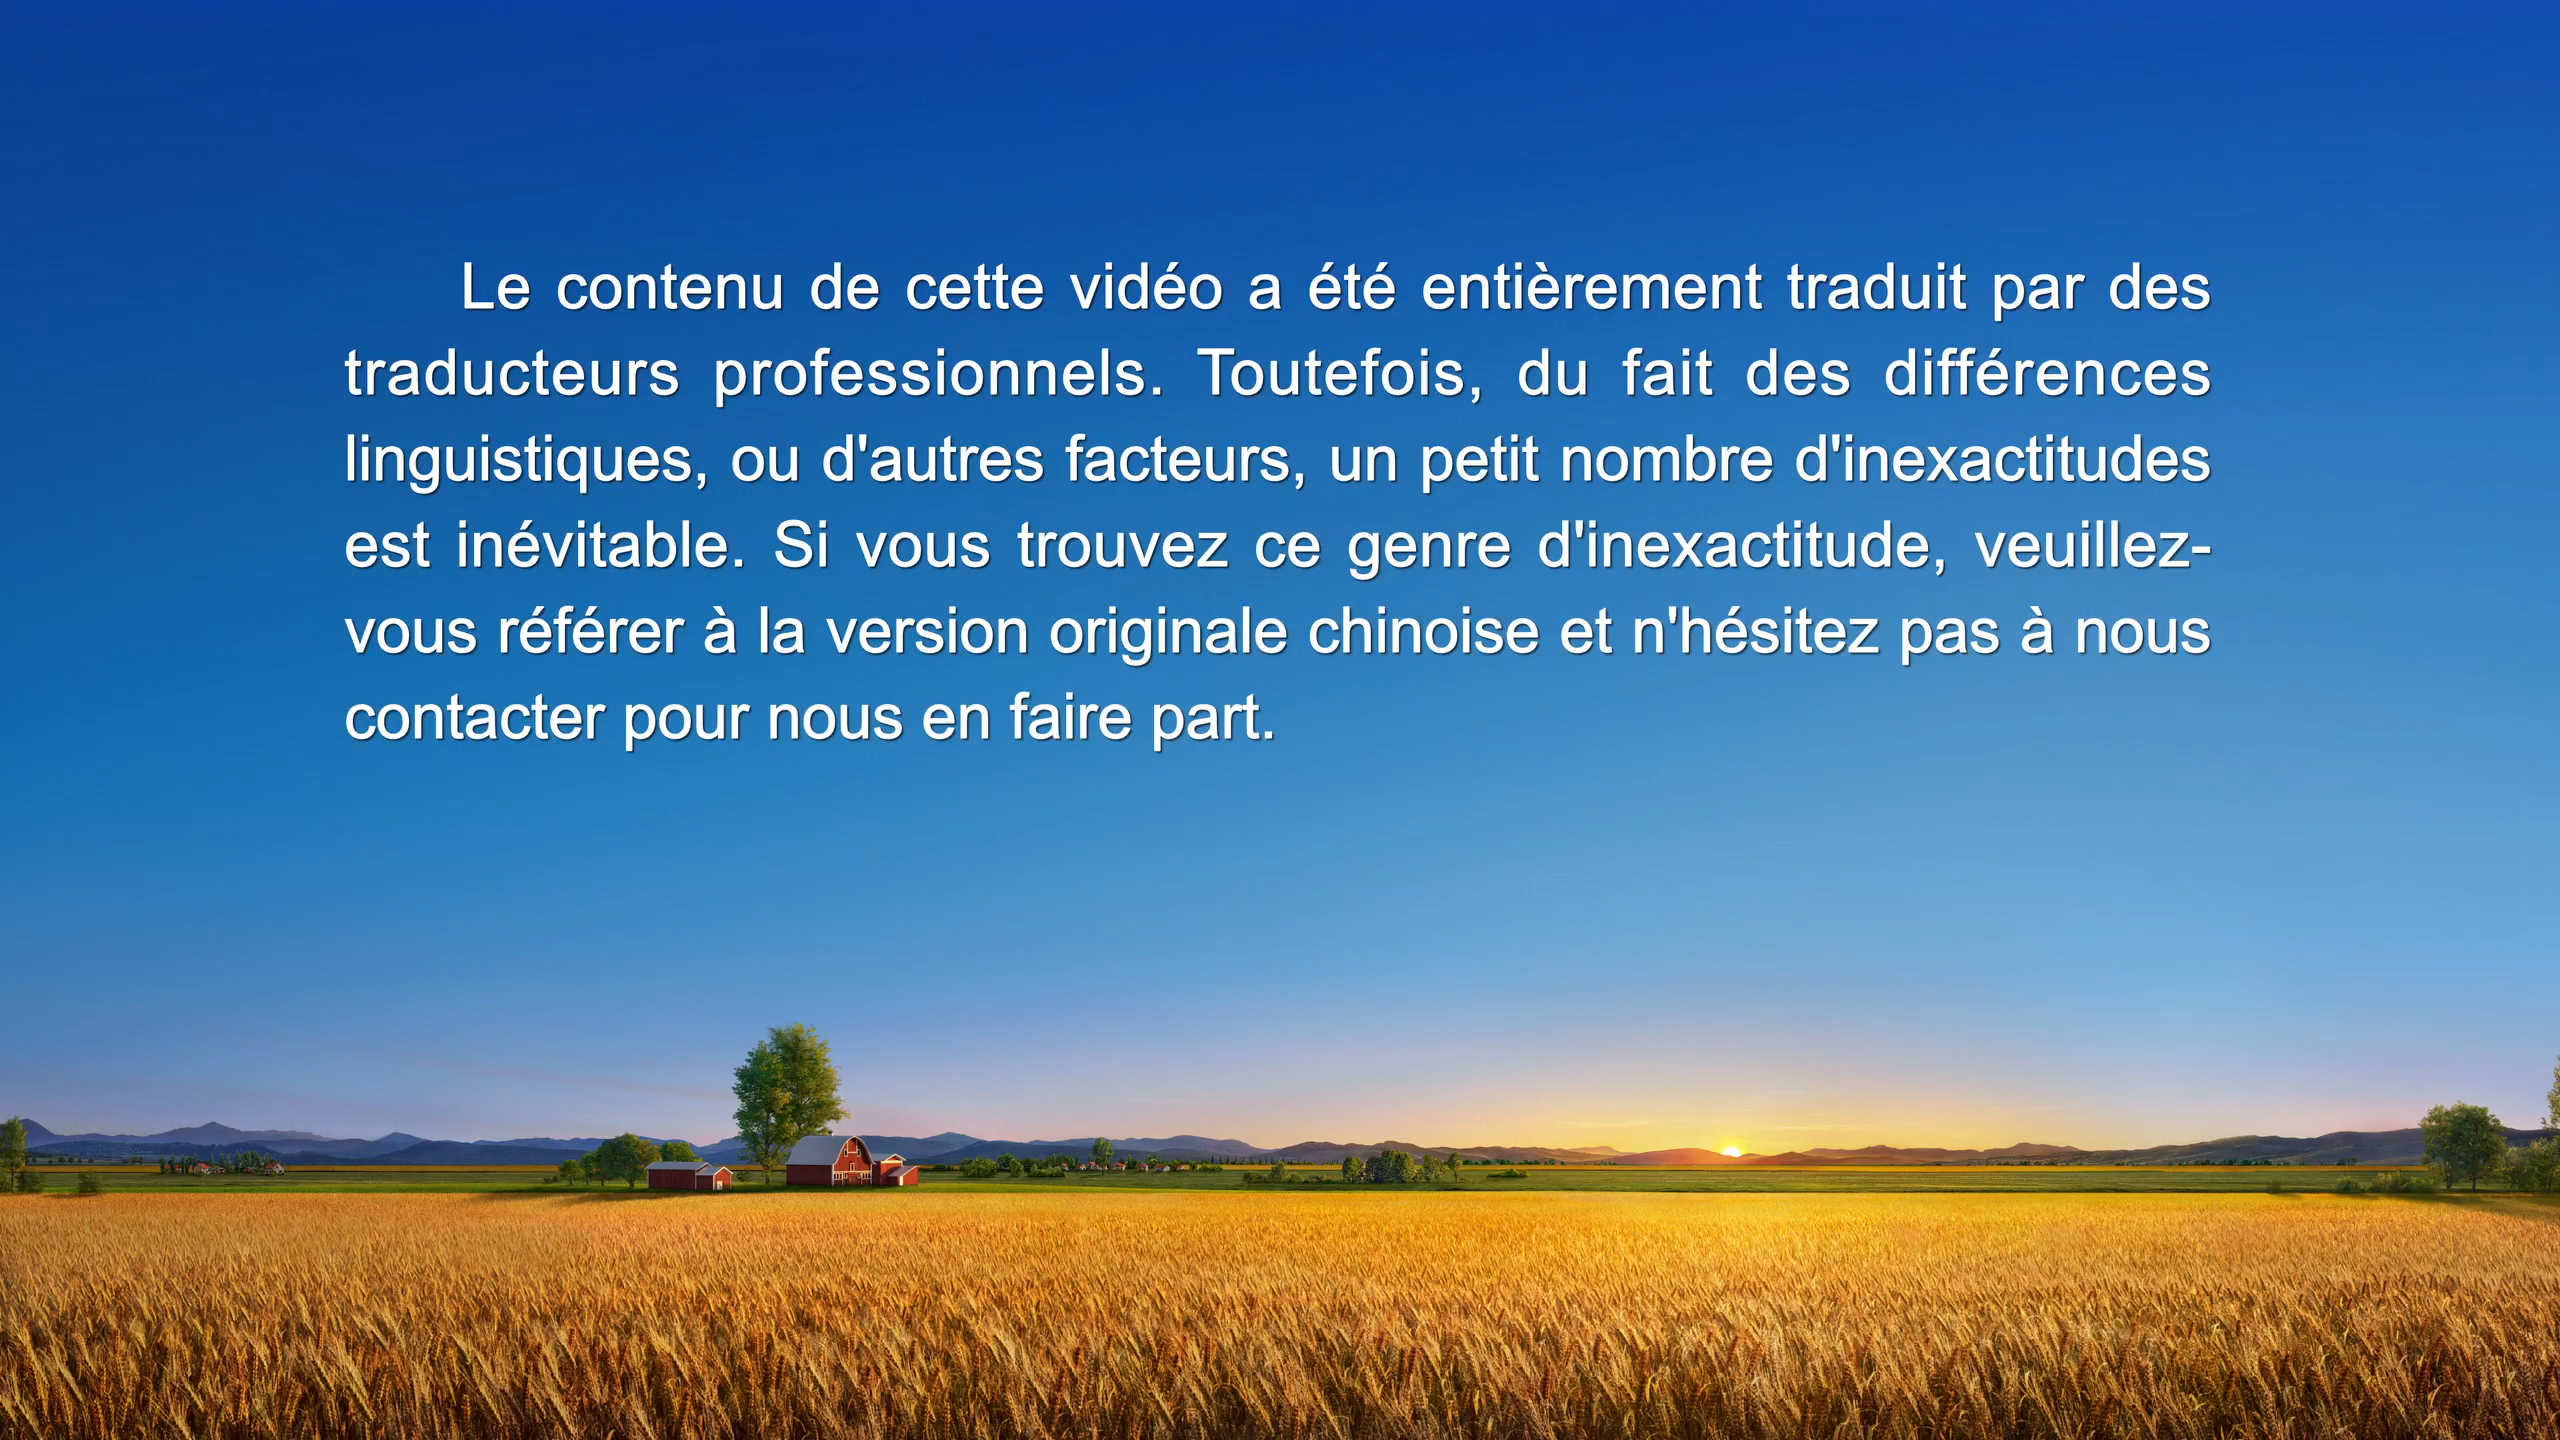 Le contenu de cette vidéo a été entièrement traduit par des
traducteurs professionnels. Toutefois, du fait des différences
linguistiques, ou d'autres facteurs, un petit nombre d'inexactitudes
est inévitable. Si vous trouvez ce genre d'inexactitude, veuillez-
vous référer à la version originale chinoise et n'hésitez pas à nous
contacter pour nous en faire part.